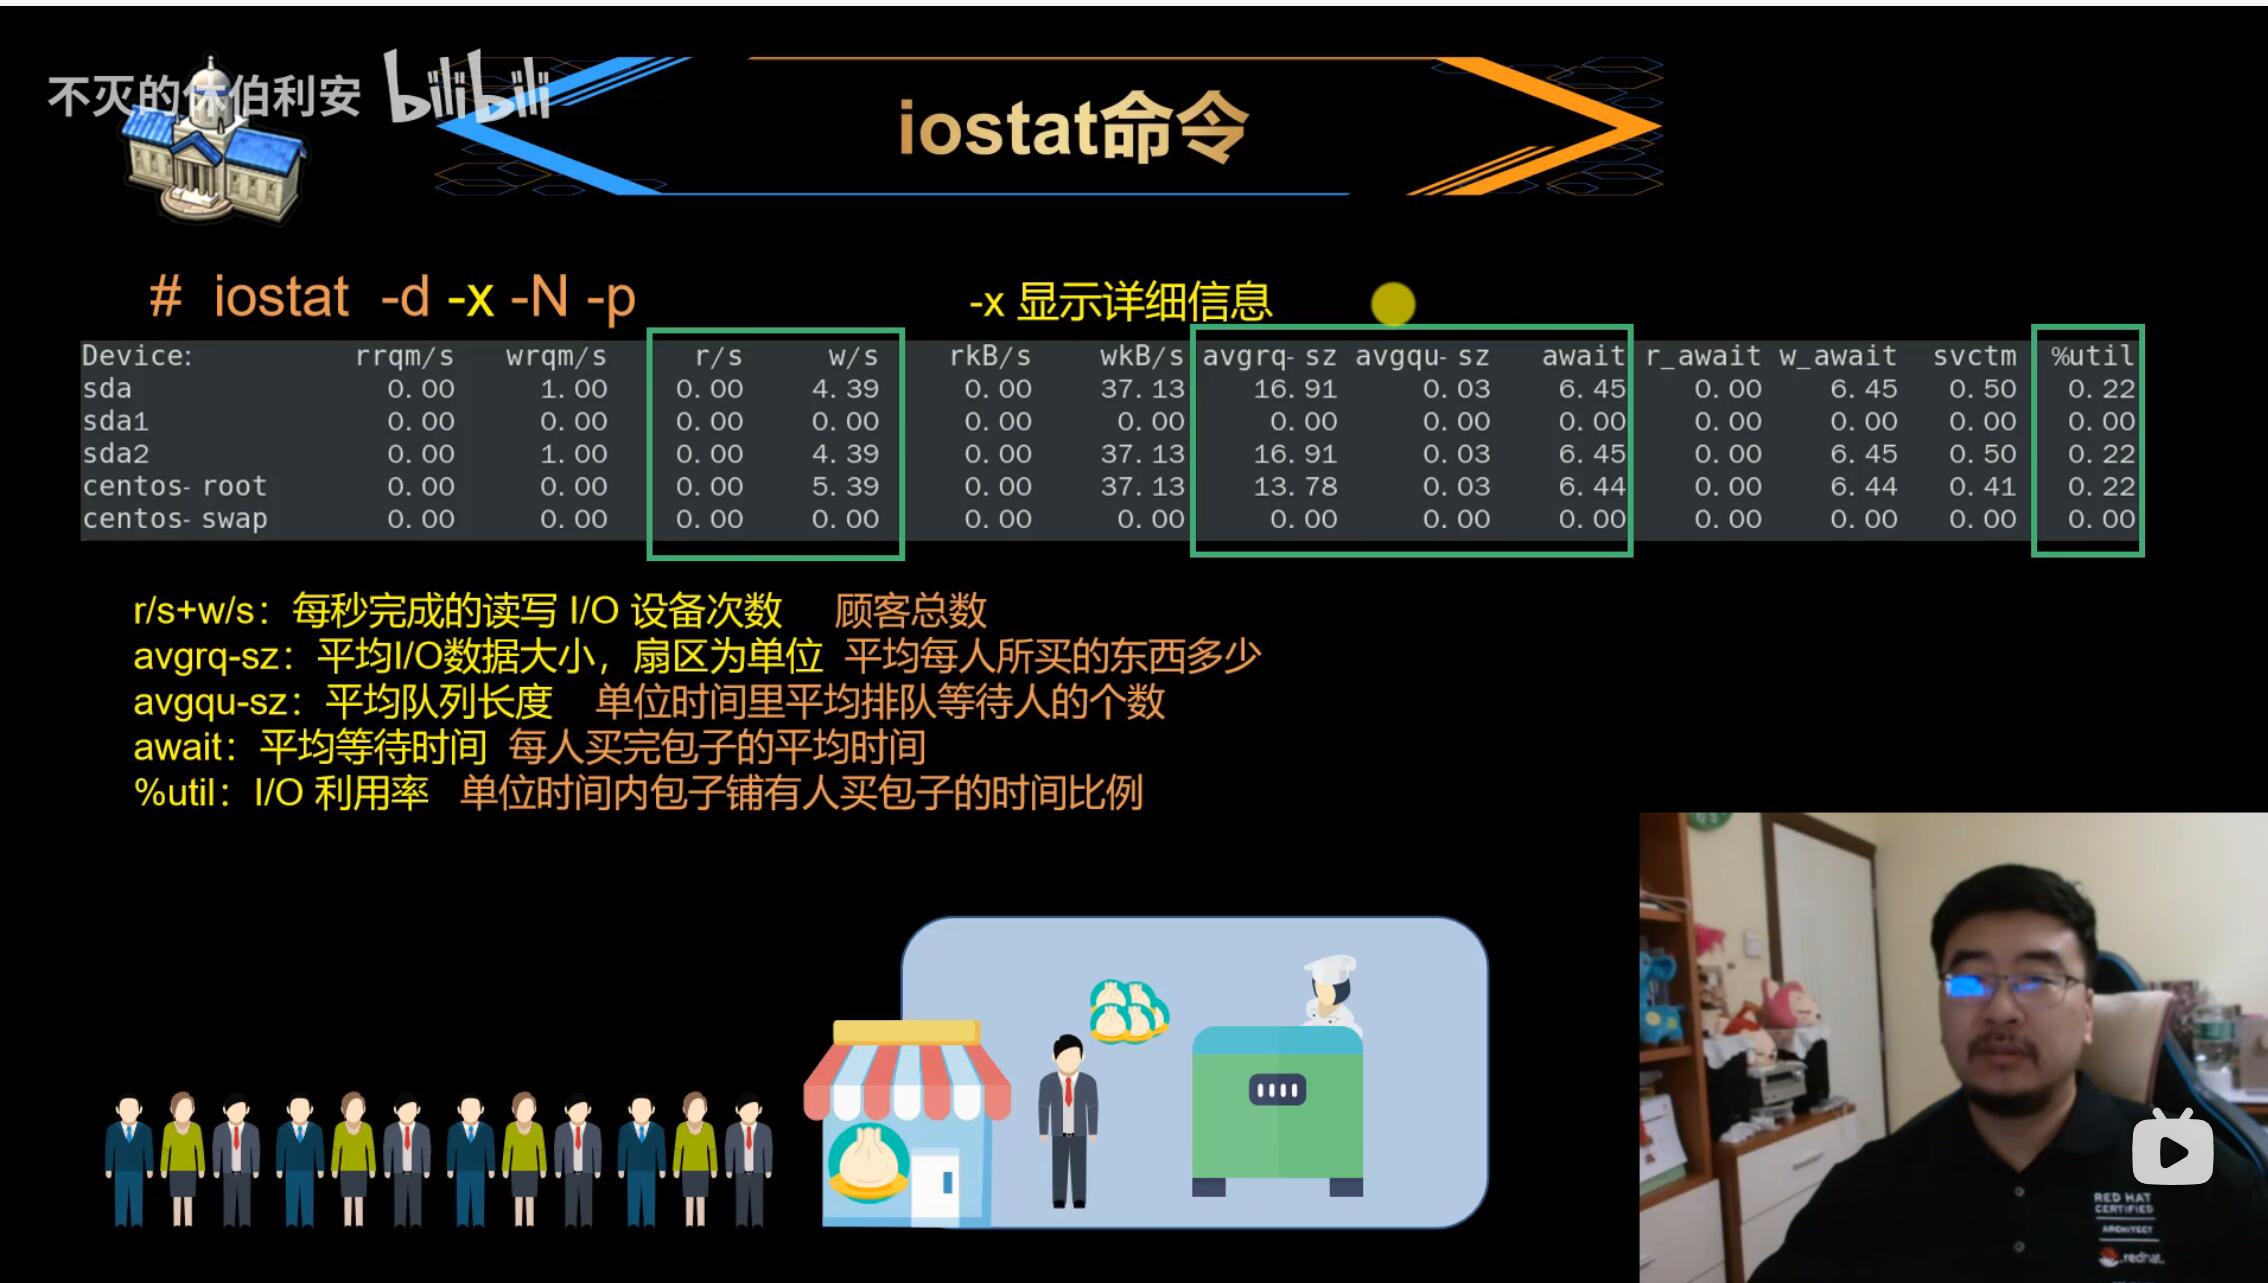 不灭的休伯利安 bilibili
iostat命令
# iostat -d -x -N -p -x 显示详细信息
Device: rrqm/s wrqm/s r/s w/s rkB/s wkB/s avgrq-sz avgqu-sz await r_await w_await svctm %util
sda 0.00 1.00 0.00 4.39 0.00 37.13 16.91 0.03 6.45 0.00 6.45 0.50 0.22
sda1 0.00 0.00 0.00 0.00 0.00 0.00 0.00 0.00 0.00 0.00 0.00 0.00 0.00
sda2 0.00 1.00 0.00 4.39 0.00 37.13 16.91 0.03 6.45 0.00 6.45 0.50 0.22
centos-root 0.00 0.00 0.00 5.39 0.00 37.13 13.78 0.03 6.44 0.00 6.44 0.41 0.22
centos-swap 0.00 0.00 0.00 0.00 0.00 0.00 0.00 0.00 0.00 0.00 0.00 0.00 0.00
r/s+w/s：每秒完成的读写 I/O 设备次数 顾客总数
avgrq-sz：平均I/O数据大小，扇区为单位 平均每人所买的东西多少
avgqu-sz：平均队列长度 单位时间里平均排队等待人的个数
await：平均等待时间 每人买完包子的平均时间
%util：I/O 利用率 单位时间内包子铺有人买包子的时间比例
RED HAT
CERTIFIED
ARCHITECT
redhat.